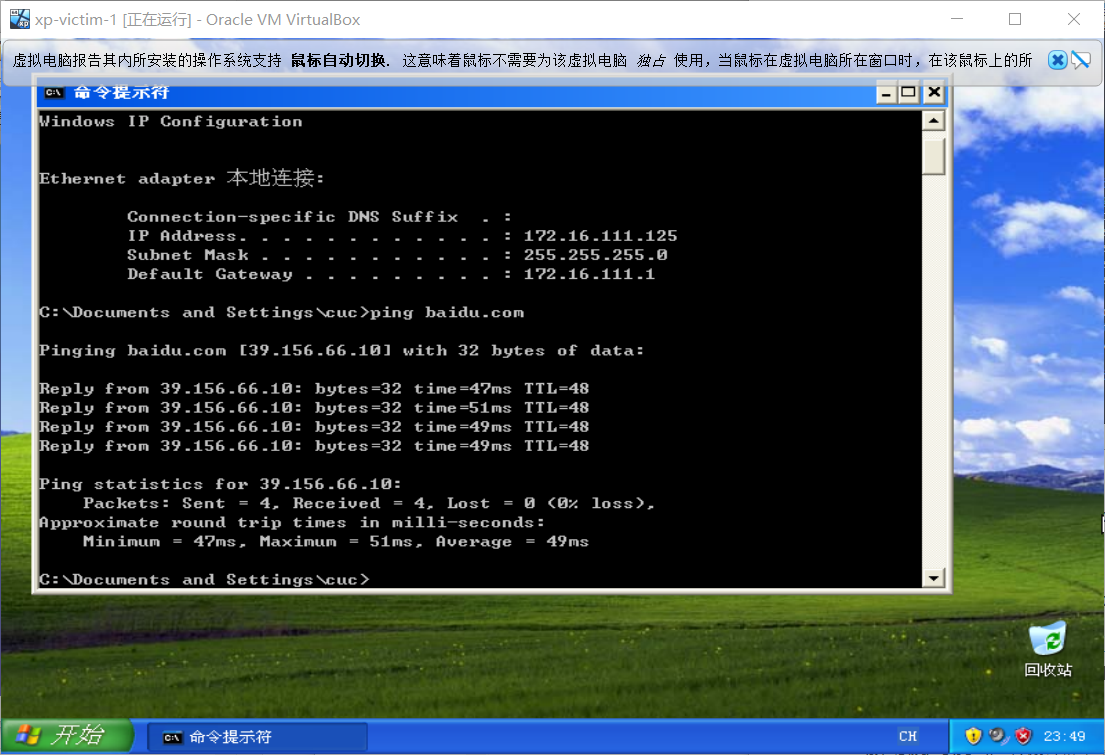 xp-victim-1 [正在运行] - Oracle VM VirtualBox
虚拟电脑报告其内所安装的操作系统支持 鼠标自动切换. 这意味着鼠标不需要为该虚拟电脑 独占 使用，当鼠标在虚拟电脑所在窗口时，在该鼠标上的所
命令提示符
Windows IP Configuration
Ethernet adapter 本地连接:
Connection-specific DNS Suffix . :
IP Address. . . . . . . . . . . . : 172.16.111.125
Subnet Mask . . . . . . . . . . . : 255.255.255.0
Default Gateway . . . . . . . . . : 172.16.111.1
C:\Documents and Settings\cuc>ping baidu.com
Pinging baidu.com [39.156.66.10] with 32 bytes of data:
Reply from 39.156.66.10: bytes=32 time=47ms TTL=48
Reply from 39.156.66.10: bytes=32 time=51ms TTL=48
Reply from 39.156.66.10: bytes=32 time=49ms TTL=48
Reply from 39.156.66.10: bytes=32 time=49ms TTL=48
Ping statistics for 39.156.66.10:
Packets: Sent = 4, Received = 4, Lost = 0 (0% loss),
Approximate round trip times in milli-seconds:
Minimum = 47ms, Maximum = 51ms, Average = 49ms
C:\Documents and Settings\cuc>
回收站
开始 命令提示符 CH 23:49